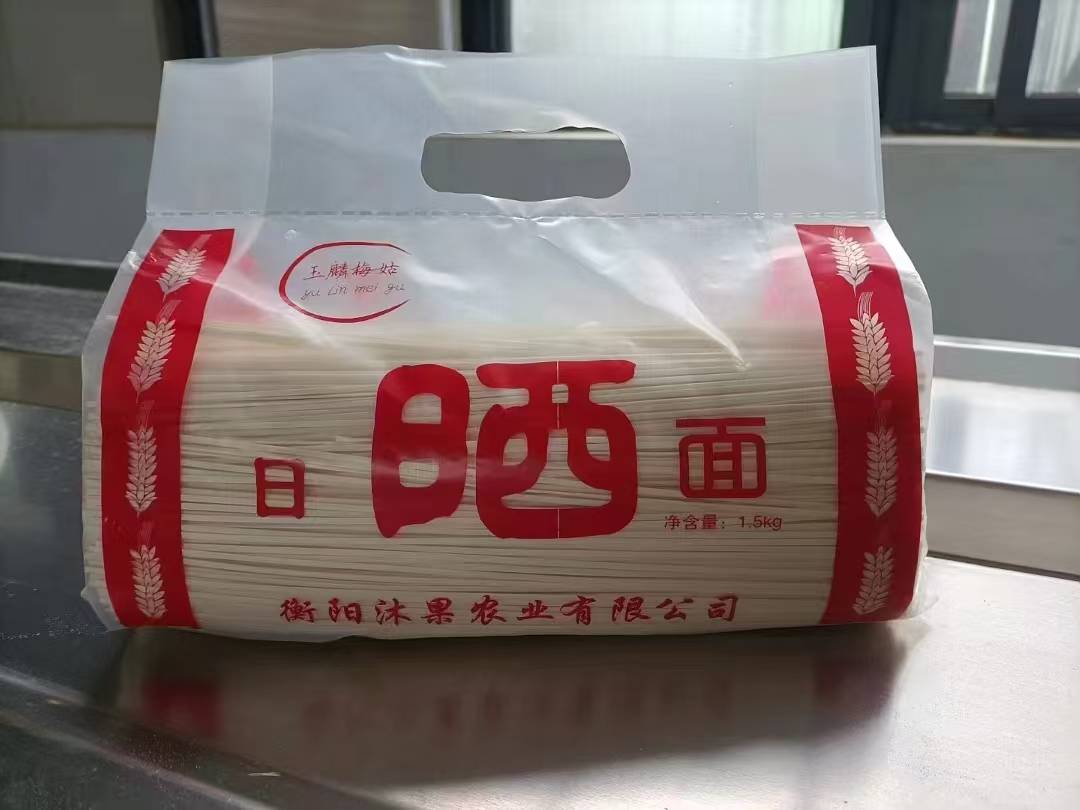 玉麟梅姑
yu Lin mei gu
日晒面
净含量：1.5kg
衡阳沐果农业有限公司